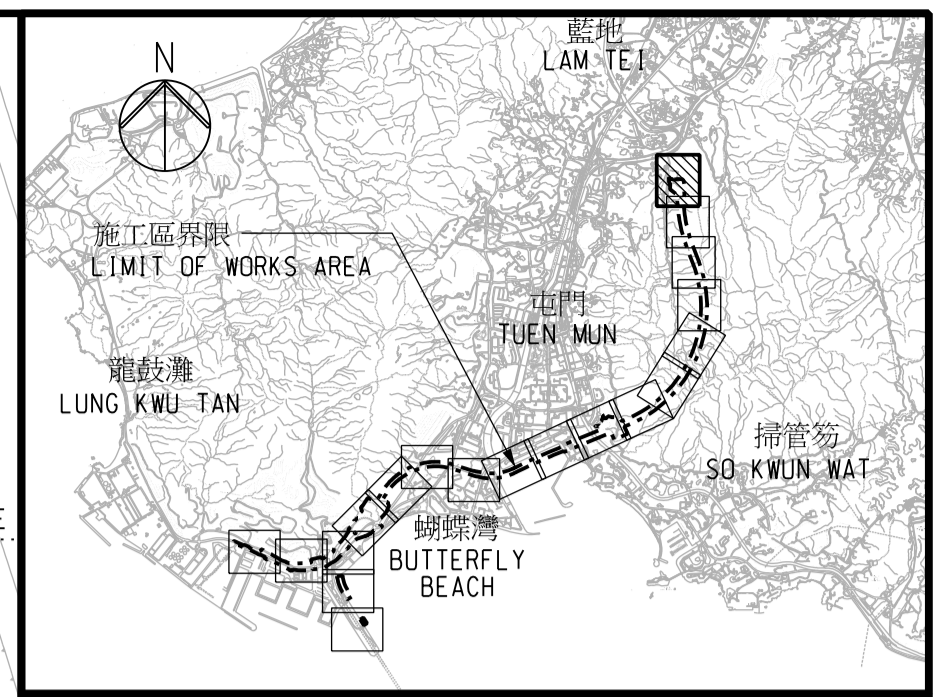 藍地
LAM TEI
N
施工區界限
LIMIT OF WORKS AREA
屯門
TUEN MUN
龍鼓灘
LUNG KWU TAN
掃管笏
SO KWUN WAT
蝴蝶灣
BUTTERFLY
BEACH